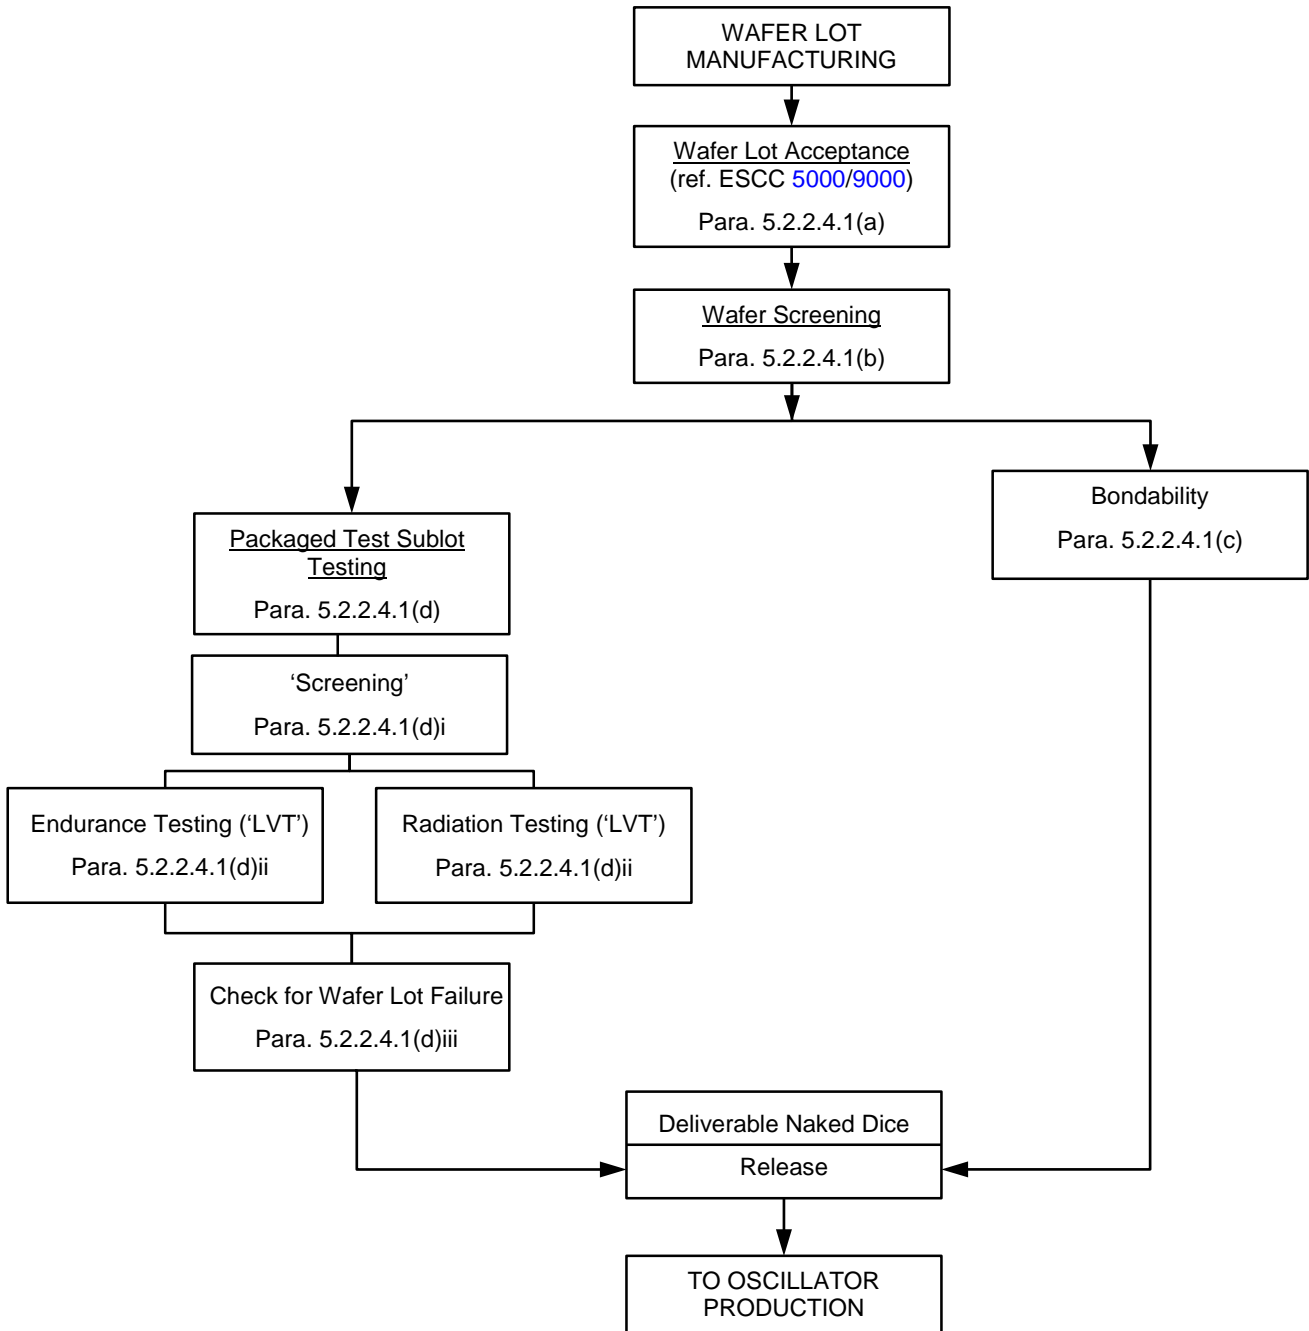 WAFER LOT
MANUFACTURING
Wafer Lot Acceptance
(ref. ESCC 5000/9000)
Para. 5.2.2.4.1(a)
Wafer Screening
Para. 5.2.2.4.1(b)
Packaged Test Sublot
Testing
Para. 5.2.2.4.1(d)
Bondability
Para. 5.2.2.4.1(c)
‘Screening’
Para. 5.2.2.4.1(d)i
Endurance Testing (‘LVT’)
Para. 5.2.2.4.1(d)ii
Radiation Testing (‘LVT’)
Para. 5.2.2.4.1(d)ii
Check for Wafer Lot Failure
Para. 5.2.2.4.1(d)iii
Deliverable Naked Dice
Release
TO OSCILLATOR
PRODUCTION